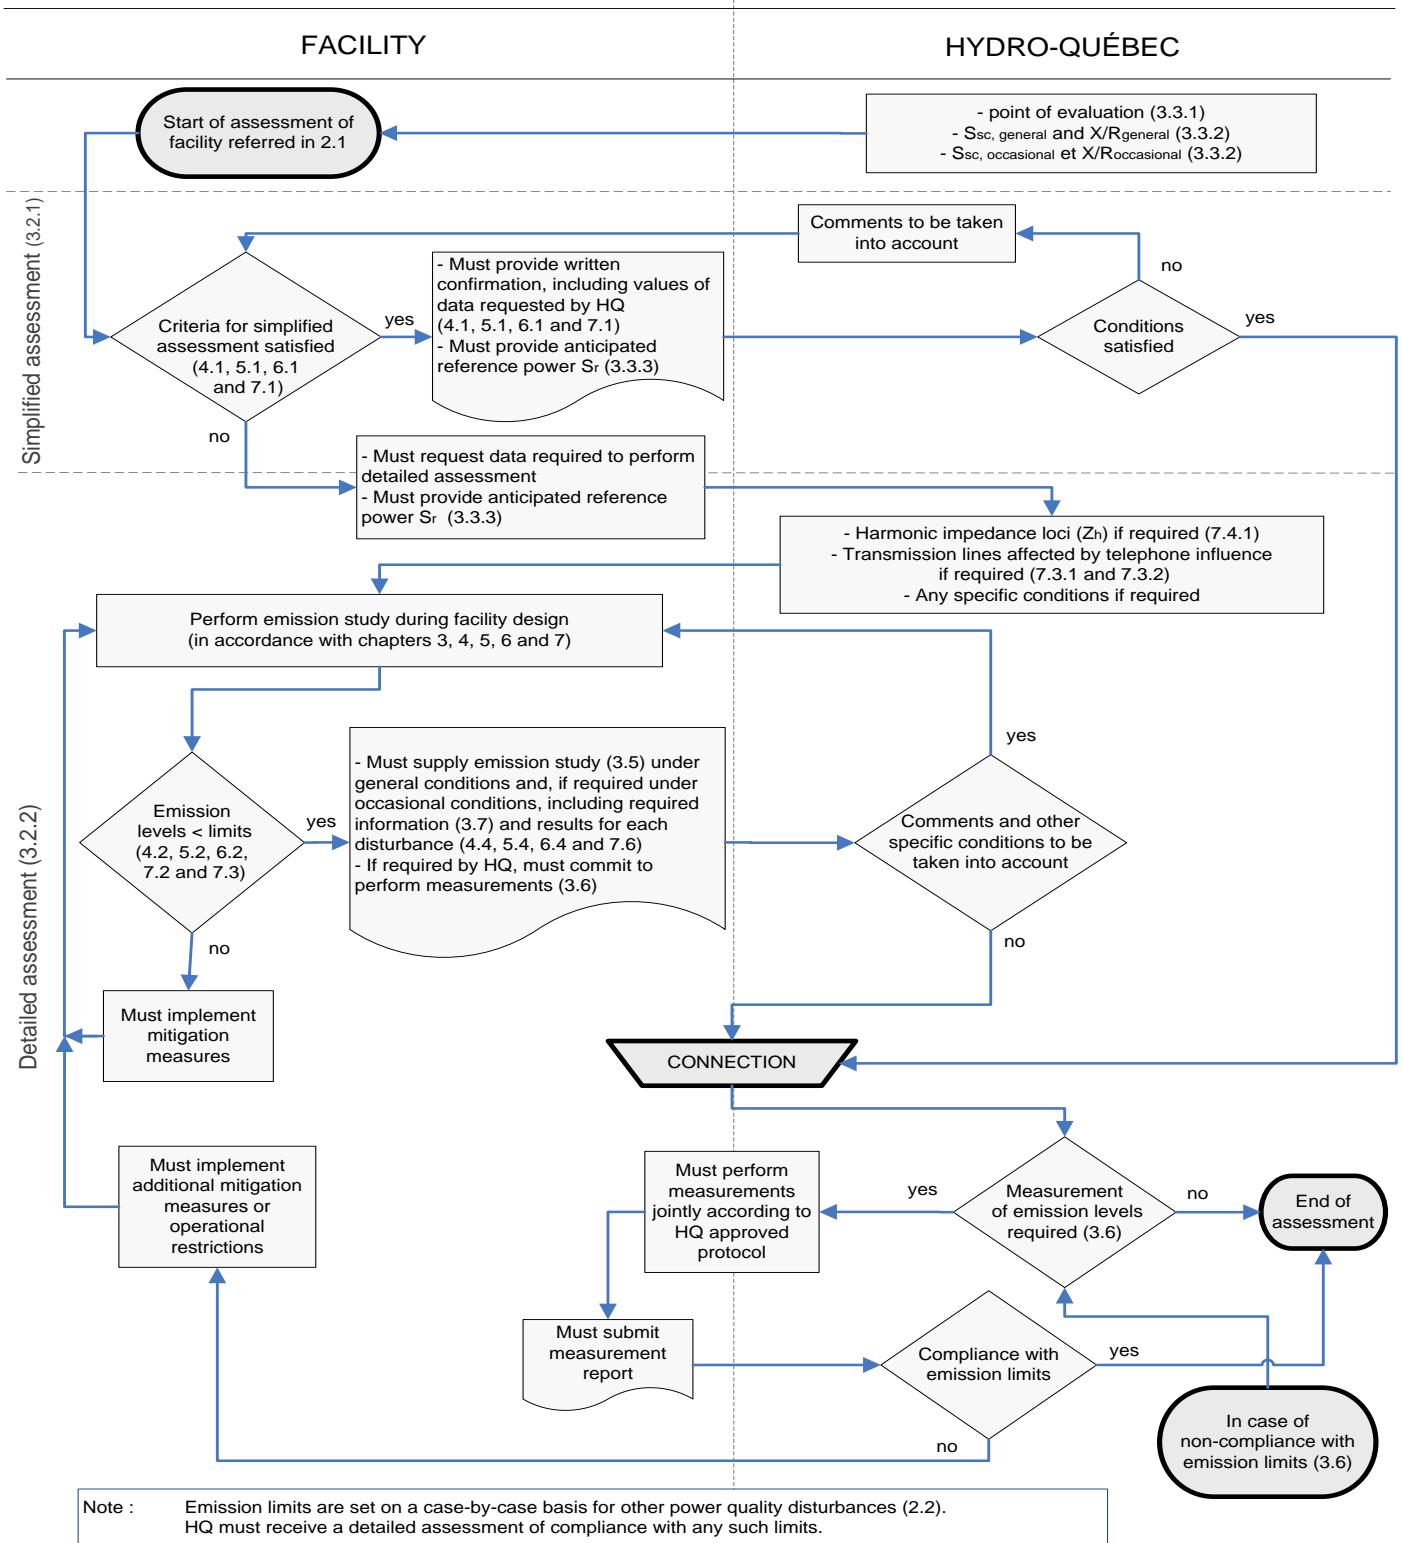 FACILITY
HYDRO-QUÉBEC
Start of assessment of
facility referred in 2.1
- point of evaluation (3.3.1)
- Ssc, general and X/Rgeneral (3.3.2)
- Ssc, occasional et X/Roccasional (3.3.2)
Simplified assessment (3.2.1)
Comments to be taken
into account
no
Criteria for simplified
assessment satisfied
(4.1, 5.1, 6.1
and 7.1)
yes
- Must provide written
confirmation, including values of
data requested by HQ
(4.1, 5.1, 6.1 and 7.1)
- Must provide anticipated
reference power Sr (3.3.3)
Conditions
satisfied
yes
no
- Must request data required to perform
detailed assessment
- Must provide anticipated reference
power Sr (3.3.3)
- Harmonic impedance loci (Zh) if required (7.4.1)
- Transmission lines affected by telephone influence
if required (7.3.1 and 7.3.2)
- Any specific conditions if required
Detailed assessment (3.2.2)
Perform emission study during facility design
(in accordance with chapters 3, 4, 5, 6 and 7)
yes
Emission
levels < limits
(4.2, 5.2, 6.2,
7.2 and 7.3)
yes
- Must supply emission study (3.5) under
general conditions and, if required under
occasional conditions, including required
information (3.7) and results for each
disturbance (4.4, 5.4, 6.4 and 7.6)
- If required by HQ, must commit to
perform measurements (3.6)
Comments and other
specific conditions to be
taken into account
no
no
Must implement
mitigation
measures
CONNECTION
Must implement
additional mitigation
measures or
operational
restrictions
Must perform
measurements
jointly according to
HQ approved
protocol
yes
Measurement
of emission levels
required (3.6)
no
End of
assessment
Must submit
measurement
report
Compliance with
emission limits
yes
no
In case of
non-compliance with
emission limits (3.6)
Note : Emission limits are set on a case-by-case basis for other power quality disturbances (2.2).
HQ must receive a detailed assessment of compliance with any such limits.